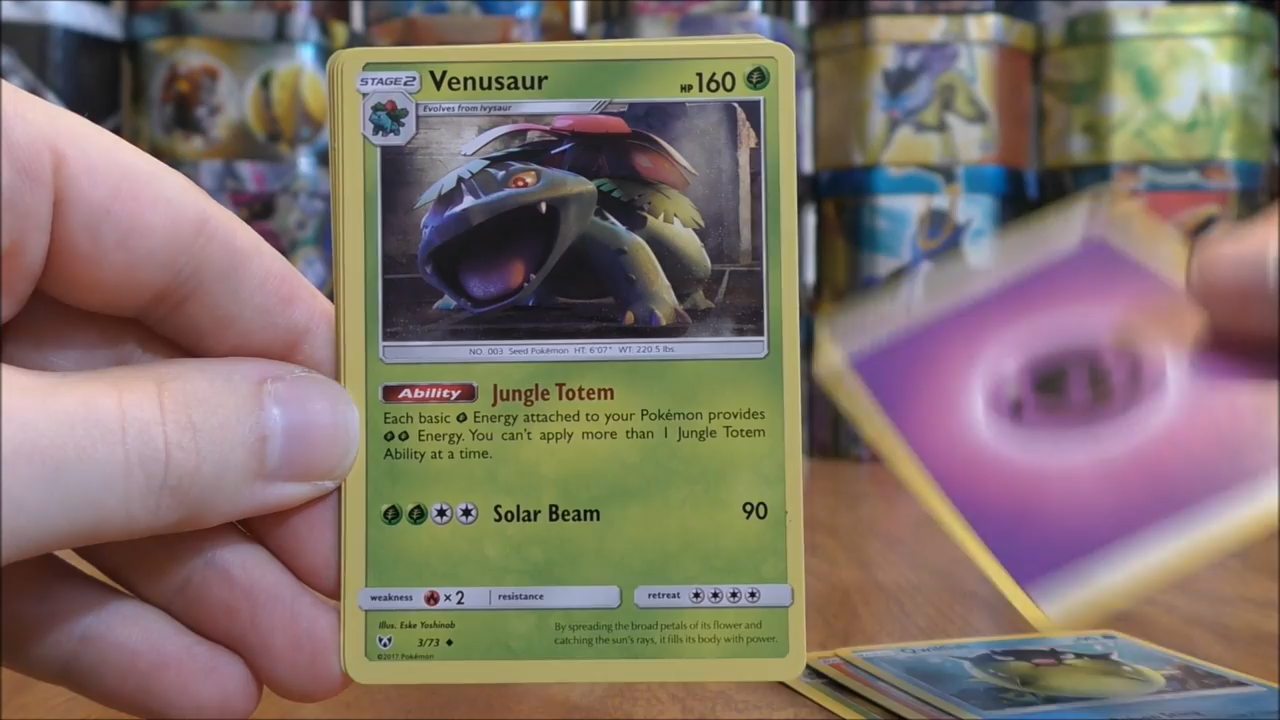 STAGE2 Venusaur HP 160
Evolves from Ivysaur
NO. 003 Seed Pokémon HT: 6'07" WT: 220.5 lbs.
Ability Jungle Totem
Each basic Energy attached to your Pokémon provides
Energy. You can't apply more than 1 Jungle Totem
Ability at a time.
Solar Beam 90
weakness ×2 resistance retreat
Illus. Eske Yoshinob
3/73
©2017 Pokémon
By spreading the broad petals of its flower and
catching the sun's rays, it fills its body with power.